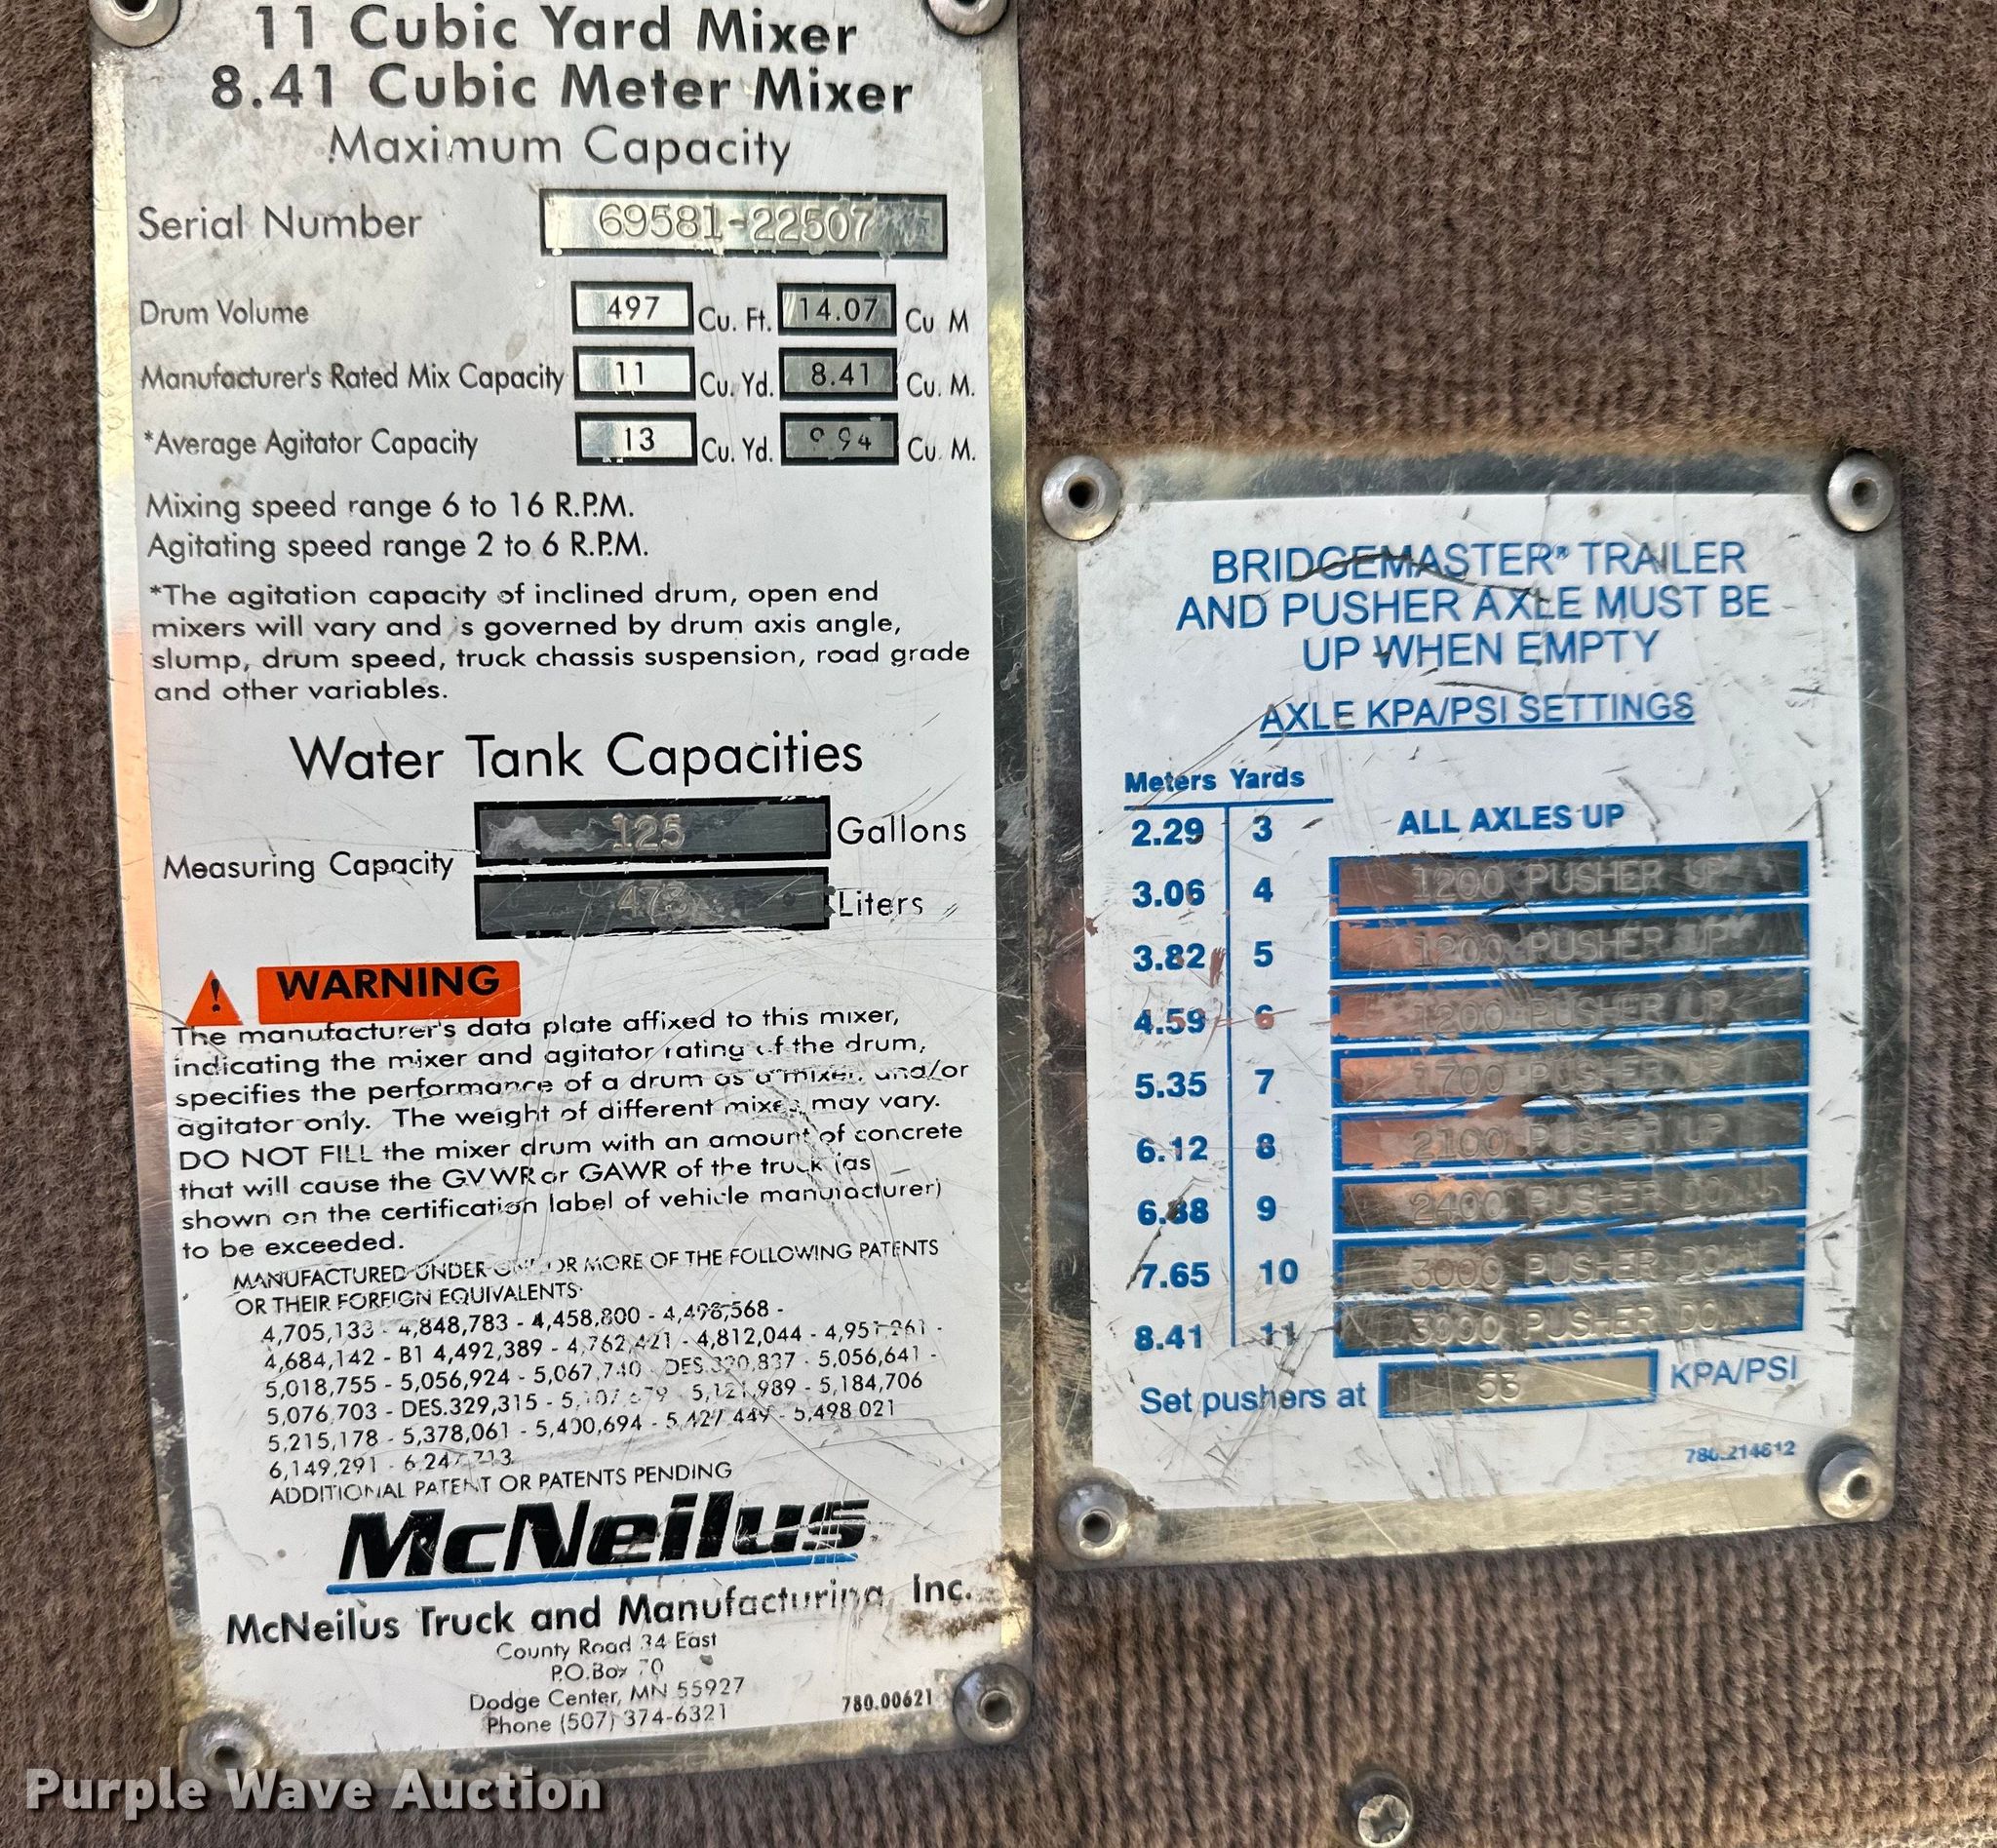 11 Cubic Yard Mixer
8.41 Cubic Meter Mixer
Maximum Capacity
Serial Number 69581-22507
Drum Volume 497 Cu. Ft. 14.07 Cu M
Manufacturer's Rated Mix Capacity 11 Cu. Yd. 8.41 Cu. M.
*Average Agitator Capacity 13 Cu. Yd. 9.94 Cu. M.
Mixing speed range 6 to 16 R.P.M.
Agitating speed range 2 to 6 R.P.M.
*The agitation capacity of inclined drum, open end
mixers will vary and is governed by drum axis angle,
slump, drum speed, truck chassis suspension, road grade
and other variables.
Water Tank Capacities
Measuring Capacity
125 Gallons
473 Liters
! WARNING
The manufacturer's data plate affixed to this mixer,
indicating the mixer and agitator rating of the drum,
specifies the performance of a drum as a mixer, and/or
agitator only. The weight of different mixes may vary.
DO NOT FILL the mixer drum with an amount of concrete
that will cause the GVWR or GAWR of the truck (as
shown on the certification label of vehicle manufacturer)
to be exceeded.
MANUFACTURED UNDER ONE OR MORE OF THE FOLLOWING PATENTS
OR THEIR FOREIGN EQUIVALENTS
4,705,133 - 4,848,783 - 4,458,800 - 4,498,568 -
4,684,142 - B1 4,492,389 - 4,762,421 - 4,812,044 - 4,951,261 -
5,018,755 - 5,056,924 - 5,067,740 - DES.320,837 - 5,056,641 -
5,076,703 - DES.329,315 - 5,121,989 - 5,184,706
5,215,178 - 5,378,061 - 5,400,694 - 5,427,449 - 5,498,021
6,149,291 -
ADDITIONAL PATENT OR PATENTS PENDING
McNeilus
McNeilus Truck and Manufacturing, Inc.
County Road 34 East
P.O.Box 70
Dodge Center, MN 55927
Phone (507) 374-6321
780.00621
BRIDGEMASTER® TRAILER
AND PUSHER AXLE MUST BE
UP WHEN EMPTY
AXLE KPA/PSI SETTINGS
Meters Yards
2.29 3 ALL AXLES UP
3.06 4 1200 PUSHER UP
3.82 5 1200 PUSHER UP
4.59 6 1200 PUSHER UP
5.35 7 1700 PUSHER UP
6.12 8 2100 PUSHER UP
6.88 9 2400 PUSHER DOWN
7.65 10 3000 PUSHER DOWN
8.41 11 3000 PUSHER DOWN
Set pushers at 53 KPA/PSI
780.214612
Purple Wave Auction